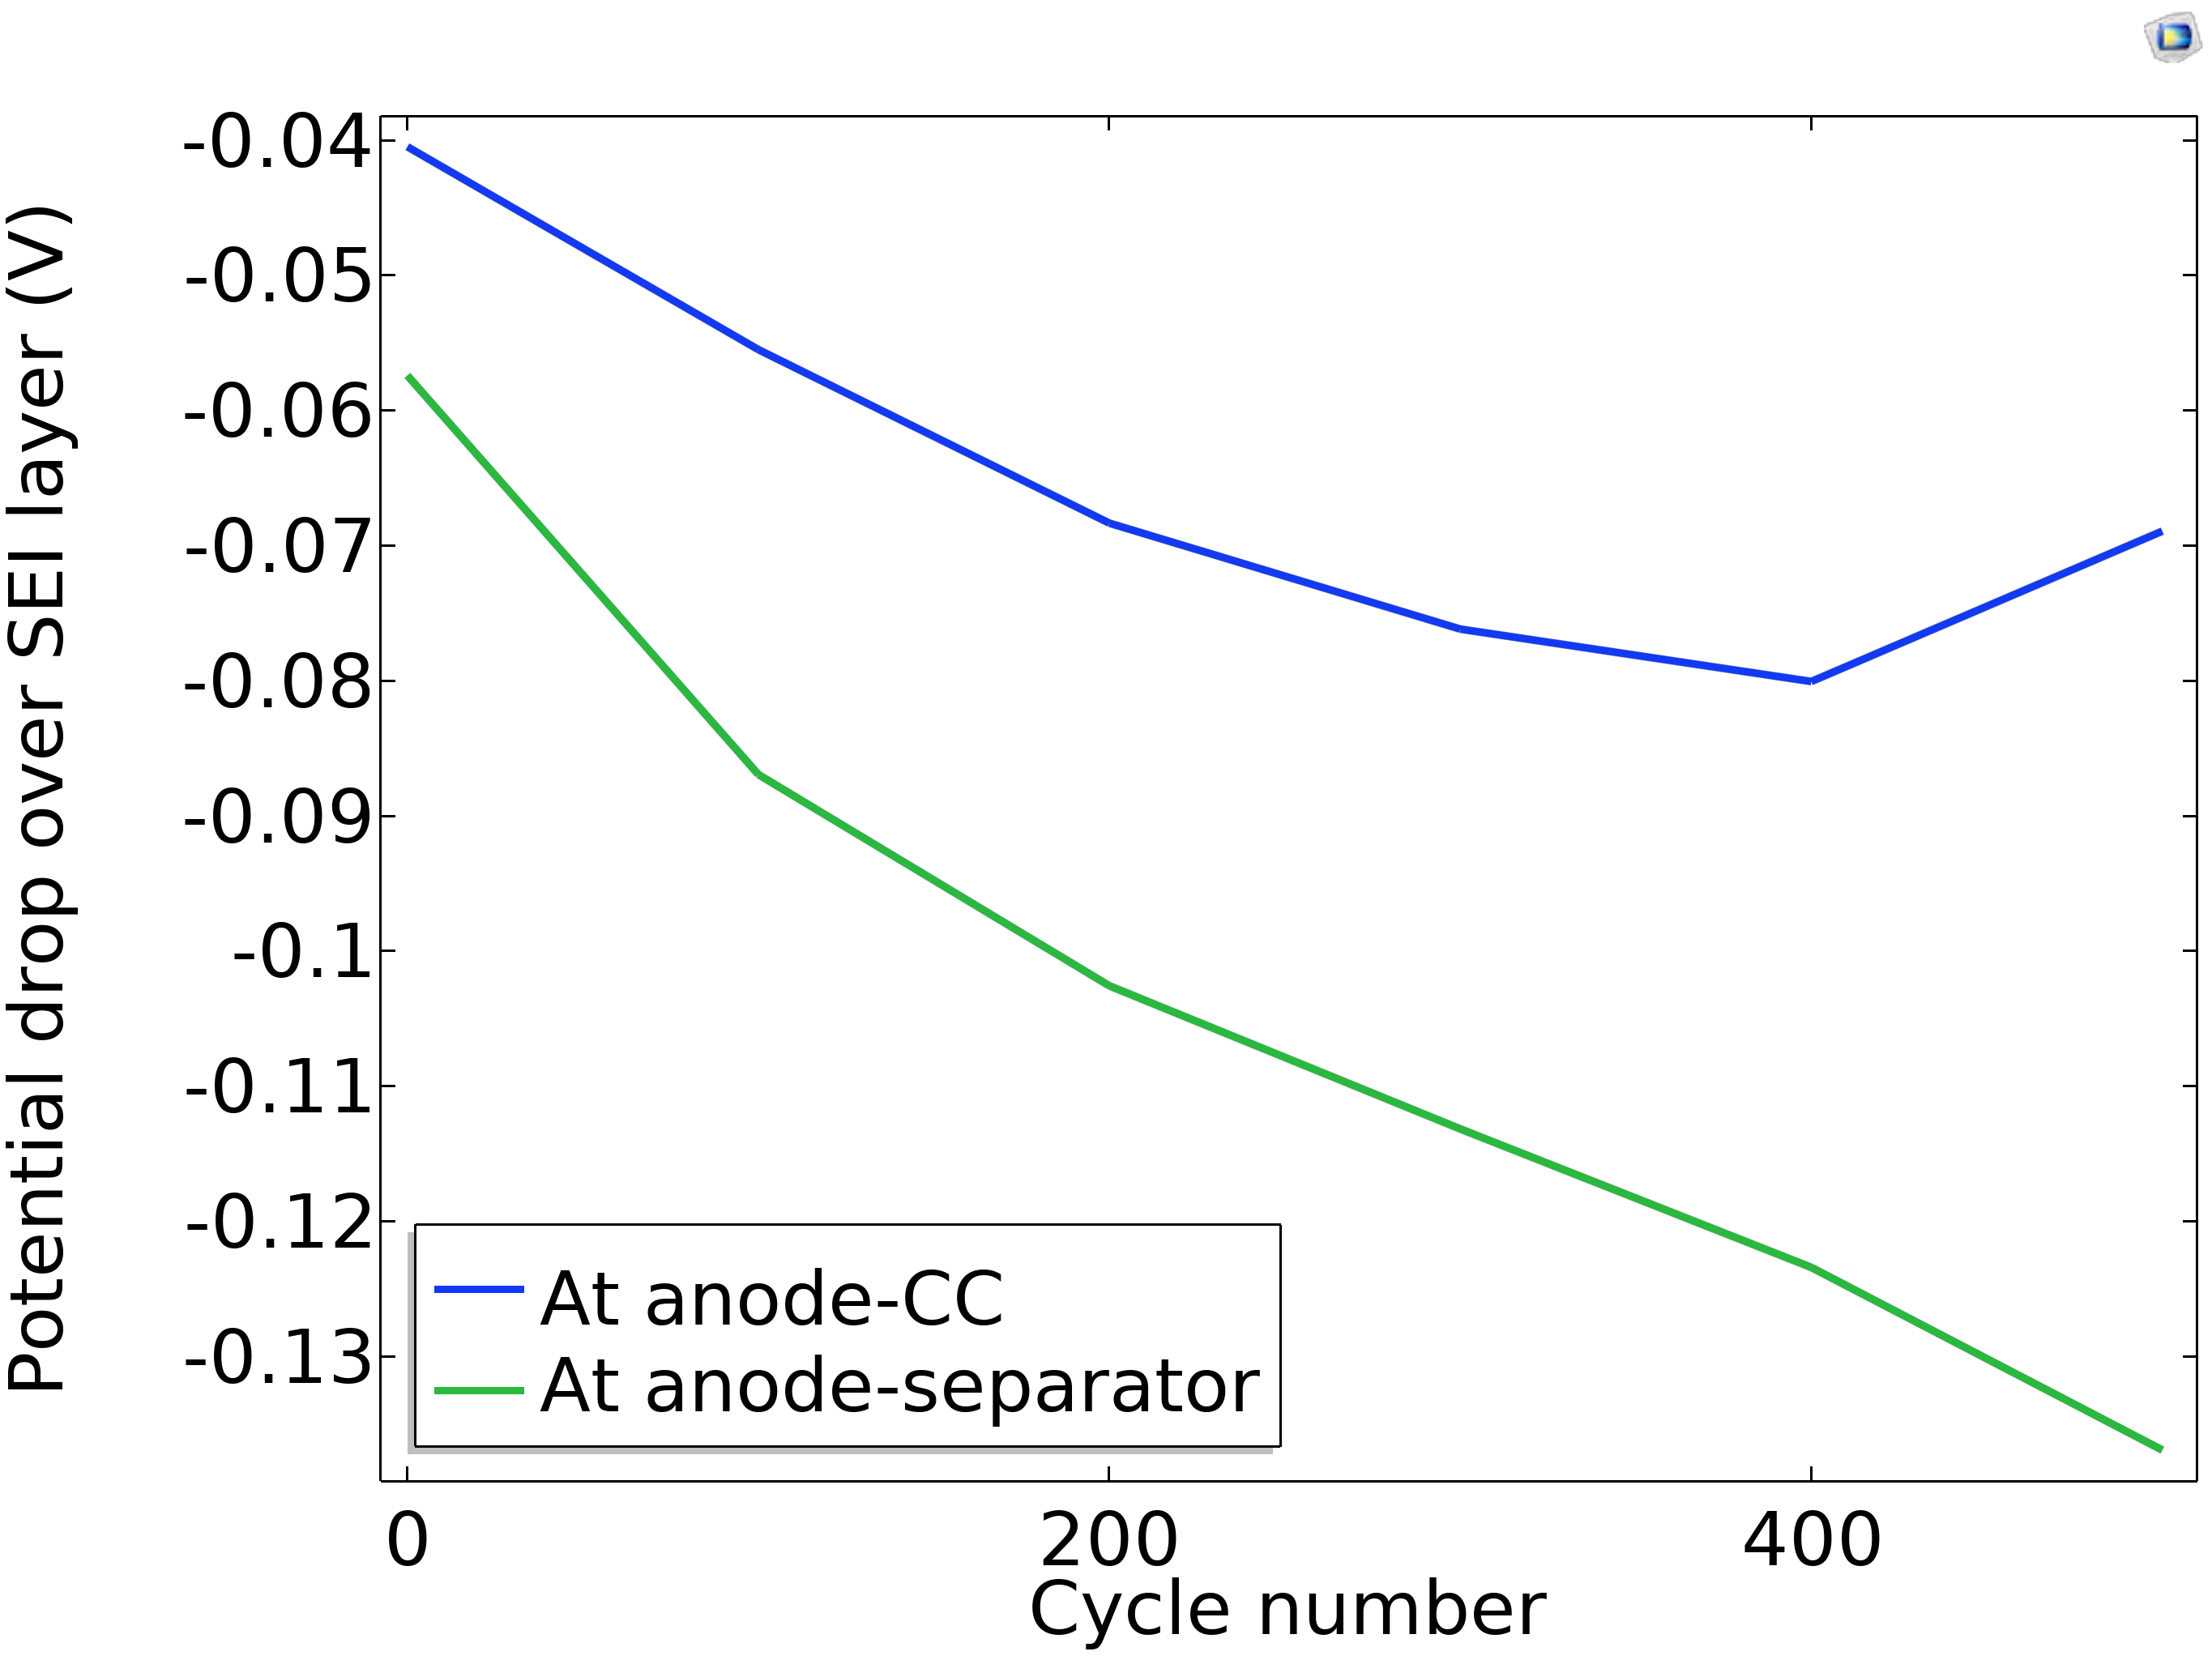 Potential drop over SEI layer (V)
-0.04
-0.05
-0.06
-0.07
-0.08
-0.09
-0.1
-0.11
-0.12
-0.13
At anode-CC
At anode-separator
0 200 400
Cycle number